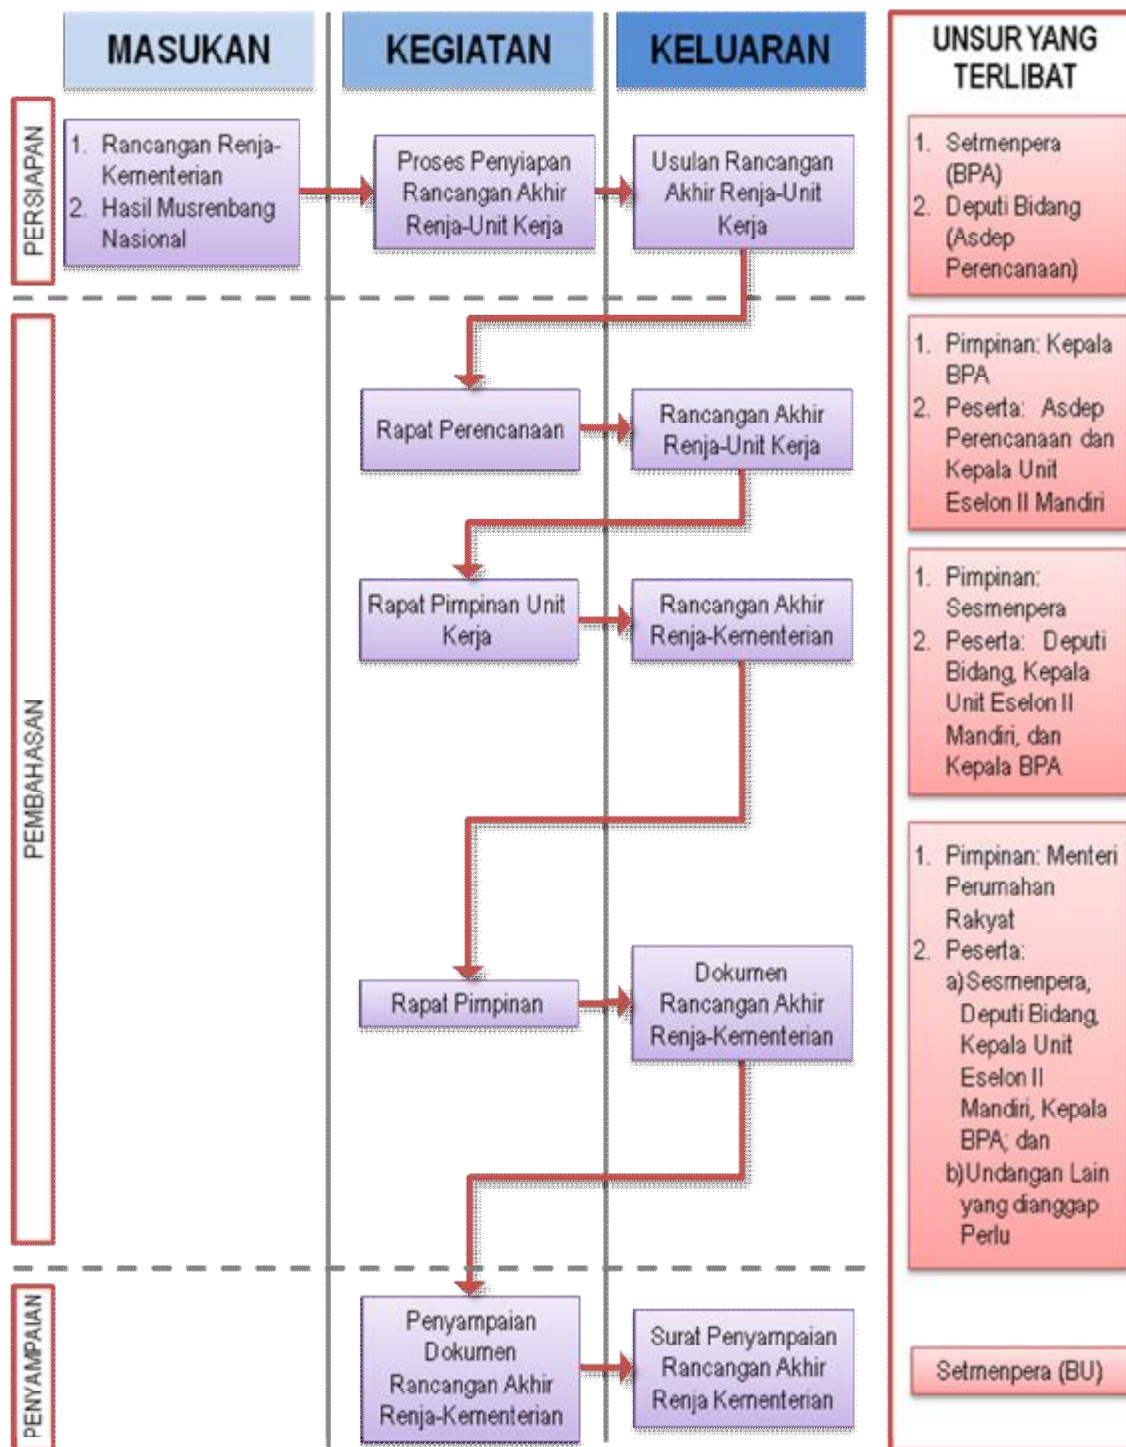 MASUKAN
KEGIATAN
KELUARAN
UNSUR YANG
TERLIBAT
PERSIAPAN
1. Rancangan Renja-
Kementerian
2. Hasil Musrenbang
Nasional
Proses Penyiapan
Rancangan Akhir
Renja-Unit Kerja
Usulan Rancangan
Akhir Renja-Unit
Kerja
1. Setmenpera
(BPA)
2. Deputi Bidang
(Asdep
Perencanaan)
PEMBAHASAN
Rapat Perencanaan
Rancangan Akhir
Renja-Unit Kerja
1. Pimpinan: Kepala
BPA
2. Peserta: Asdep
Perencanaan dan
Kepala Unit
Eselon II Mandiri
Rapat Pimpinan Unit
Kerja
Rancangan Akhir
Renja-Kementerian
1. Pimpinan:
Sesmenpera
2. Peserta: Deputi
Bidang, Kepala
Unit Eselon II
Mandiri, dan
Kepala BPA
Rapat Pimpinan
Dokumen
Rancangan Akhir
Renja-Kementerian
1. Pimpinan: Menteri
Perumahan
Rakyat
2. Peserta:
a)Sesmenpera,
Deputi Bidang,
Kepala Unit
Eselon II
Mandiri, Kepala
BPA; dan
b)Undangan Lain
yang dianggap
Perlu
PENYAMPAIAN
Penyampaian
Dokumen
Rancangan Akhir
Renja-Kementerian
Surat Penyampaian
Rancangan Akhir
Renja Kementerian
Setmenpera (BU)